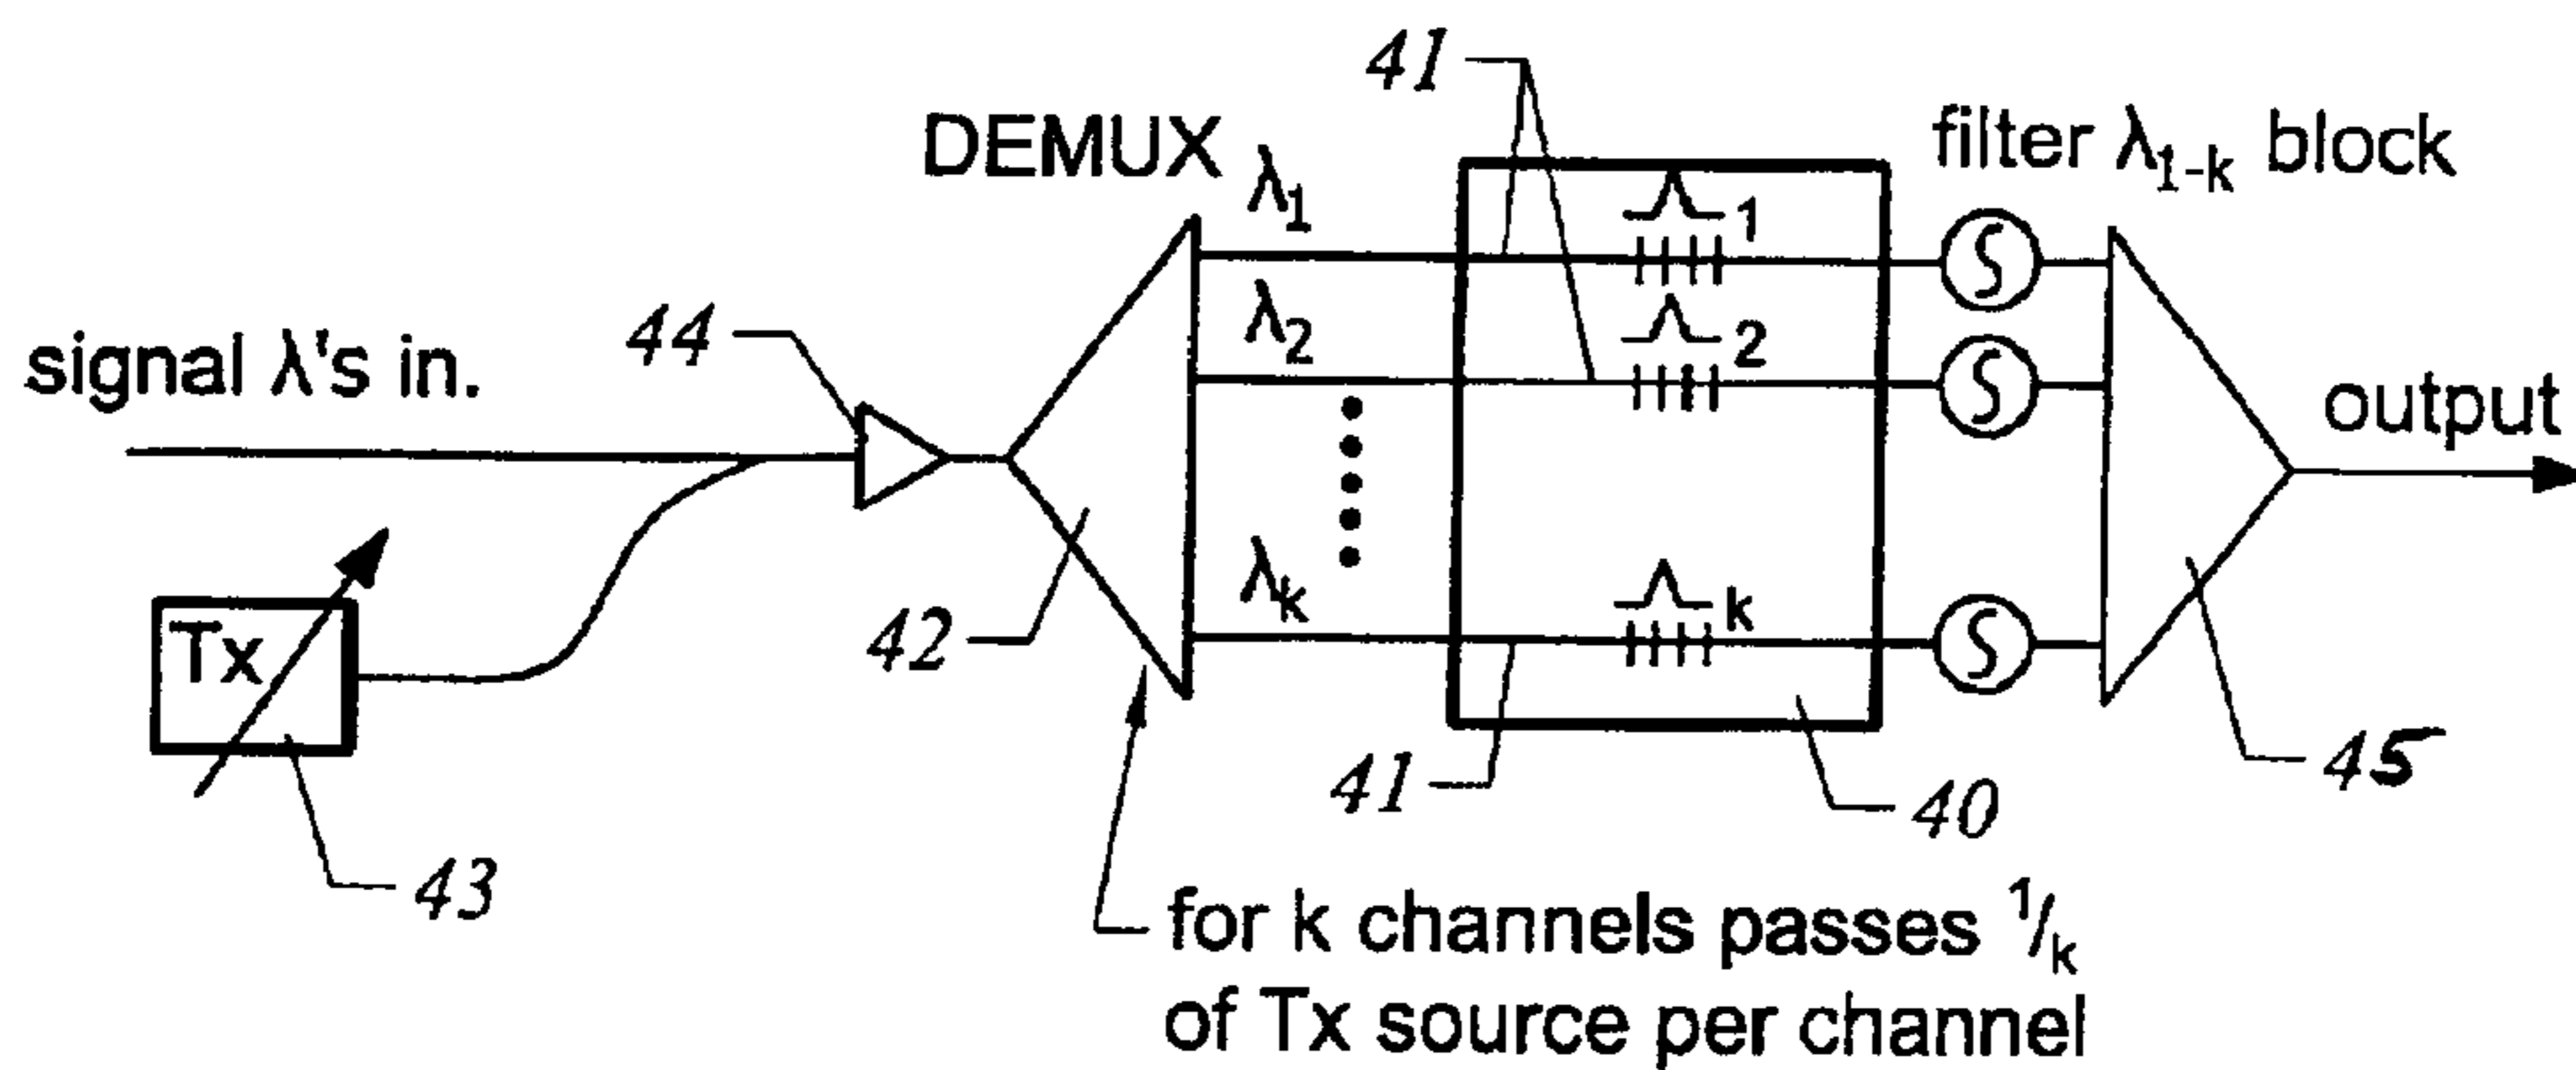 41
DEMUX
filter λ1-k block
λ1
1
44
λ2
2
signal λ's in.
output
λk
k
Tx
42
41
40
45
43
for k channels passes 1/k
of Tx source per channel